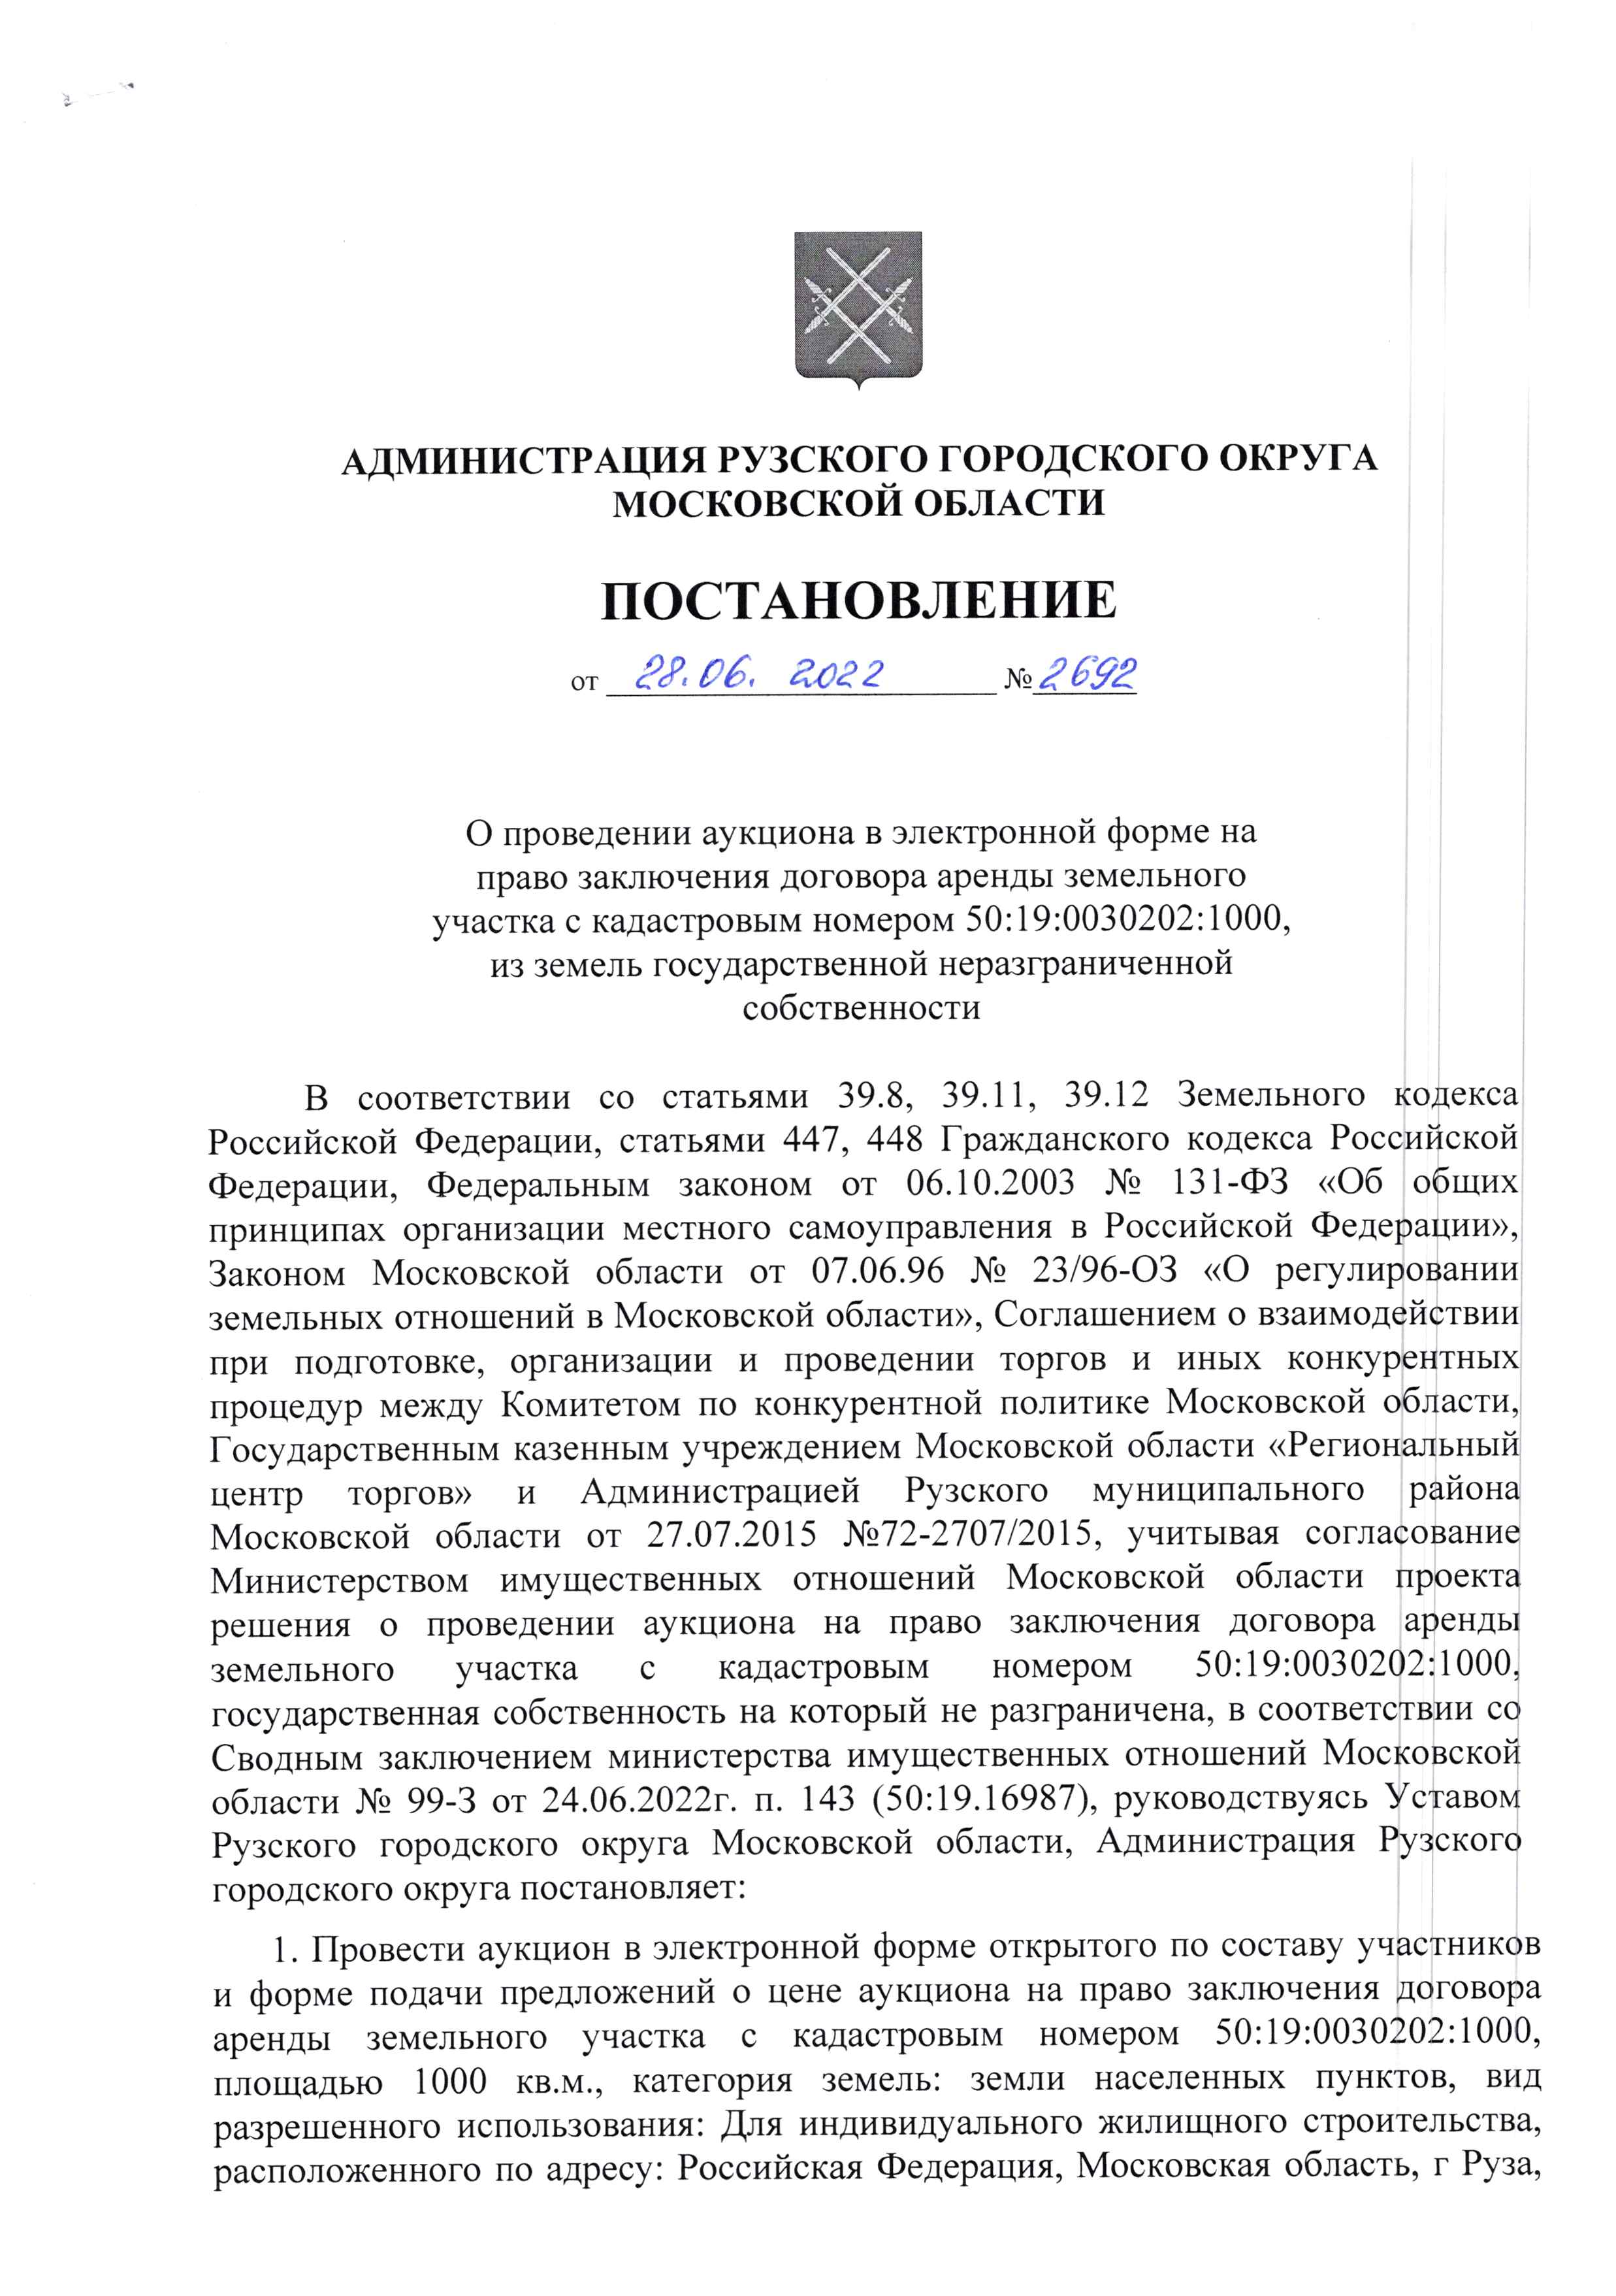 АДМИНИСТРАЦИЯ РУЗСКОГО ГОРОДСКОГО ОКРУГА
МОСКОВСКОЙ ОБЛАСТИ
ПОСТАНОВЛЕНИЕ
от 28.06. 2022 № 2692
О проведении аукциона в электронной форме на
право заключения договора аренды земельного
участка с кадастровым номером 50:19:0030202:1000,
из земель государственной неразграниченной
собственности
В соответствии со статьями 39.8, 39.11, 39.12 Земельного кодекса
Российской Федерации, статьями 447, 448 Гражданского кодекса Российской
Федерации, Федеральным законом от 06.10.2003 № 131-ФЗ «Об общих
принципах организации местного самоуправления в Российской Федерации»,
Законом Московской области от 07.06.96 № 23/96-ОЗ «О регулировании
земельных отношений в Московской области», Соглашением о взаимодействии
при подготовке, организации и проведении торгов и иных конкурентных
процедур между Комитетом по конкурентной политике Московской области,
Государственным казенным учреждением Московской области «Региональный
центр торгов» и Администрацией Рузского муниципального района
Московской области от 27.07.2015 №72-2707/2015, учитывая согласование
Министерством имущественных отношений Московской области проекта
решения о проведении аукциона на право заключения договора аренды
земельного участка с кадастровым номером 50:19:0030202:1000,
государственная собственность на который не разграничена, в соответствии со
Сводным заключением министерства имущественных отношений Московской
области № 99-З от 24.06.2022г. п. 143 (50:19.16987), руководствуясь Уставом
Рузского городского округа Московской области, Администрация Рузского
городского округа постановляет:
1. Провести аукцион в электронной форме открытого по составу участников
и форме подачи предложений о цене аукциона на право заключения договора
аренды земельного участка с кадастровым номером 50:19:0030202:1000,
площадью 1000 кв.м., категория земель: земли населенных пунктов, вид
разрешенного использования: Для индивидуального жилищного строительства,
расположенного по адресу: Российская Федерация, Московская область, г Руза,